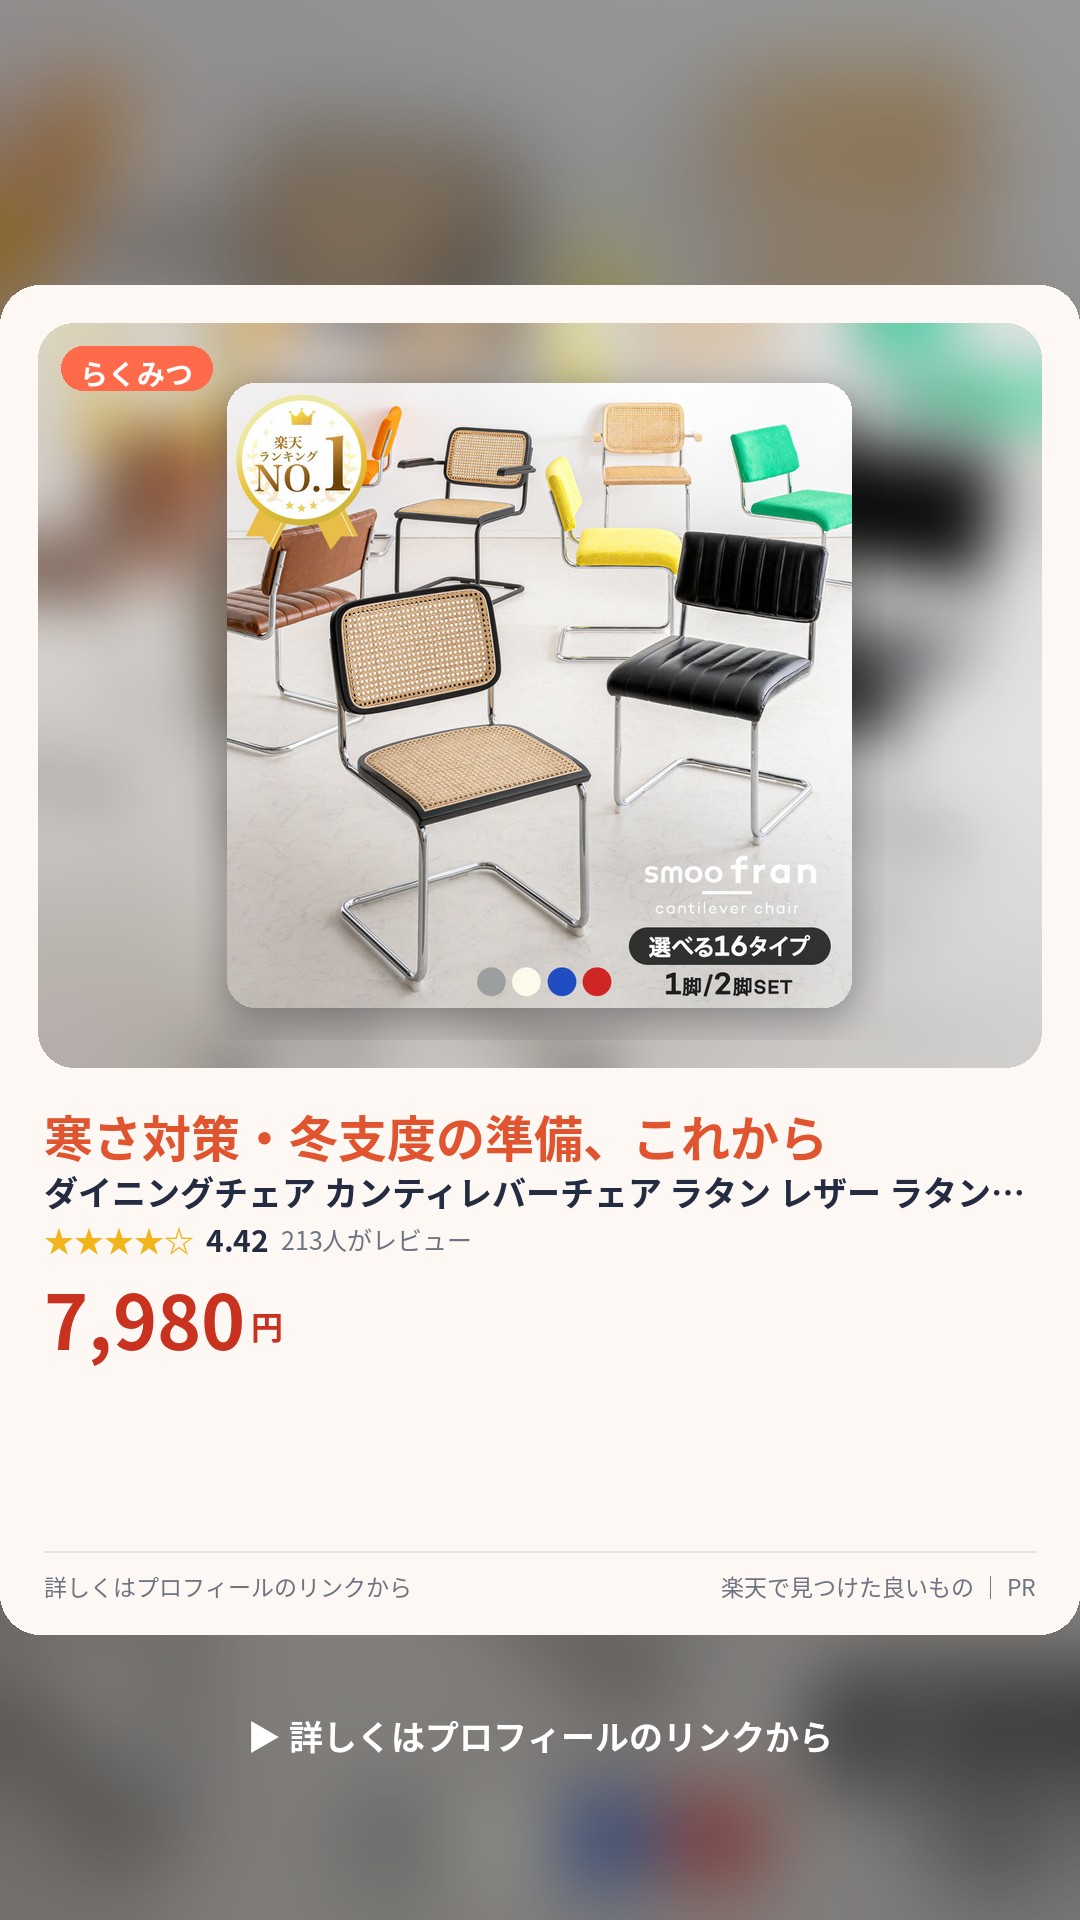 らくみつ
楽天
ランキング
NO.1
smoo fran
cantilever chair
選べる16タイプ
1脚/2脚SET
寒さ対策・冬支度の準備、これから
ダイニングチェア カンティレバーチェア ラタン レザー ラタン…
★★★★☆ 4.42 213人がレビュー
7,980円
詳しくはプロフィールのリンクから
楽天で見つけた良いもの ｜ PR
▶ 詳しくはプロフィールのリンクから